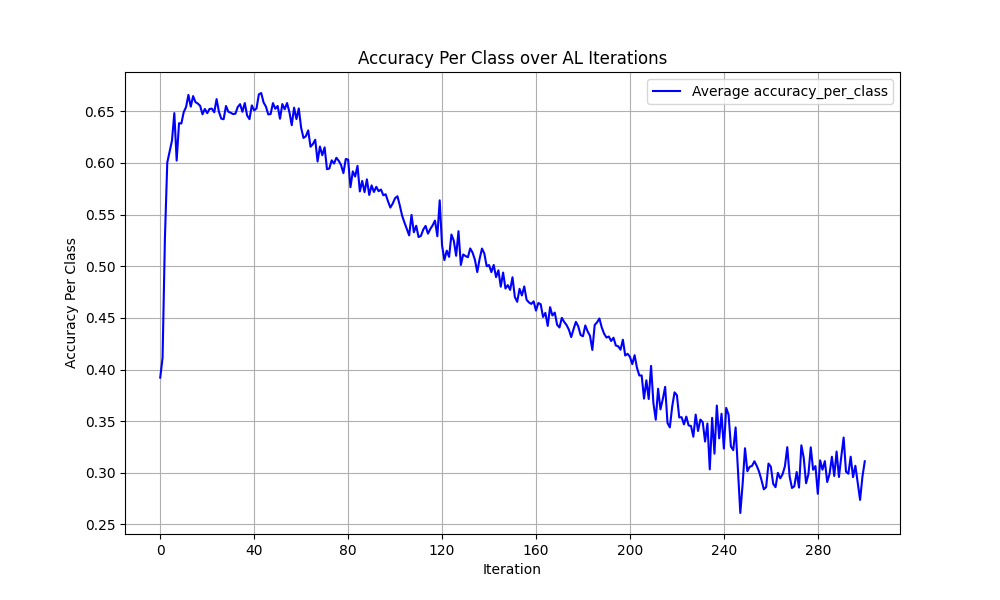 Accuracy Per Class over AL Iterations
Average accuracy_per_class
Accuracy Per Class
0.65
0.60
0.55
0.50
0.45
0.40
0.35
0.30
0.25
0 40 80 120 160 200 240 280
Iteration